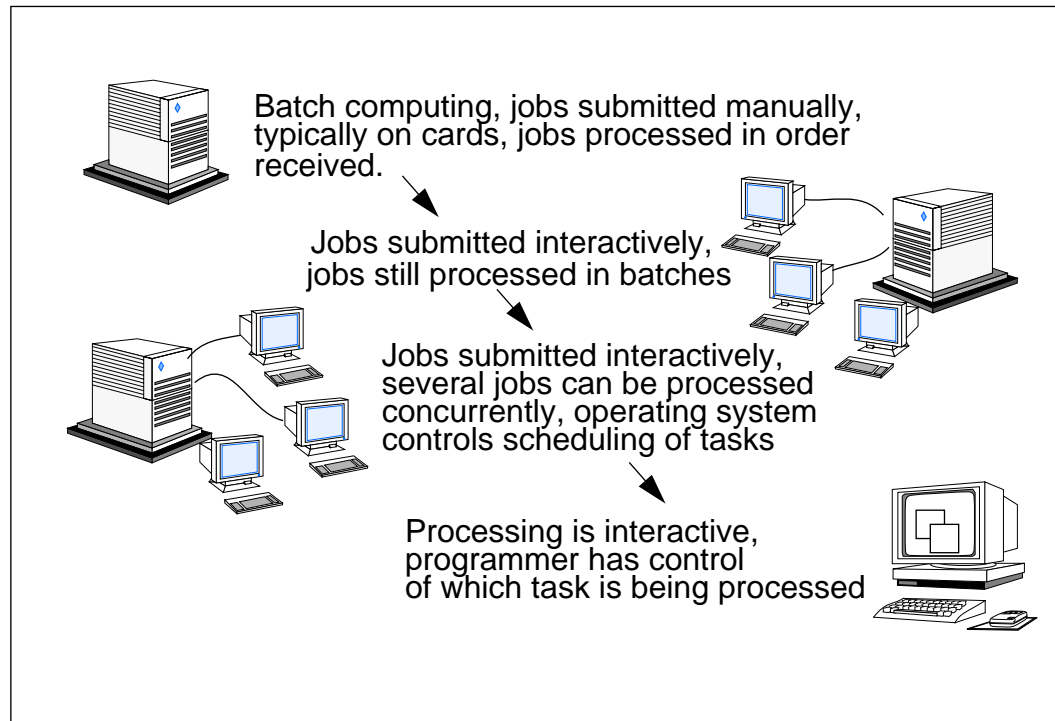 Batch computing, jobs submitted manually,
typically on cards, jobs processed in order
received.
Jobs submitted interactively,
jobs still processed in batches
Jobs submitted interactively,
several jobs can be processed
concurrently, operating system
controls scheduling of tasks
Processing is interactive,
programmer has control
of which task is being processed